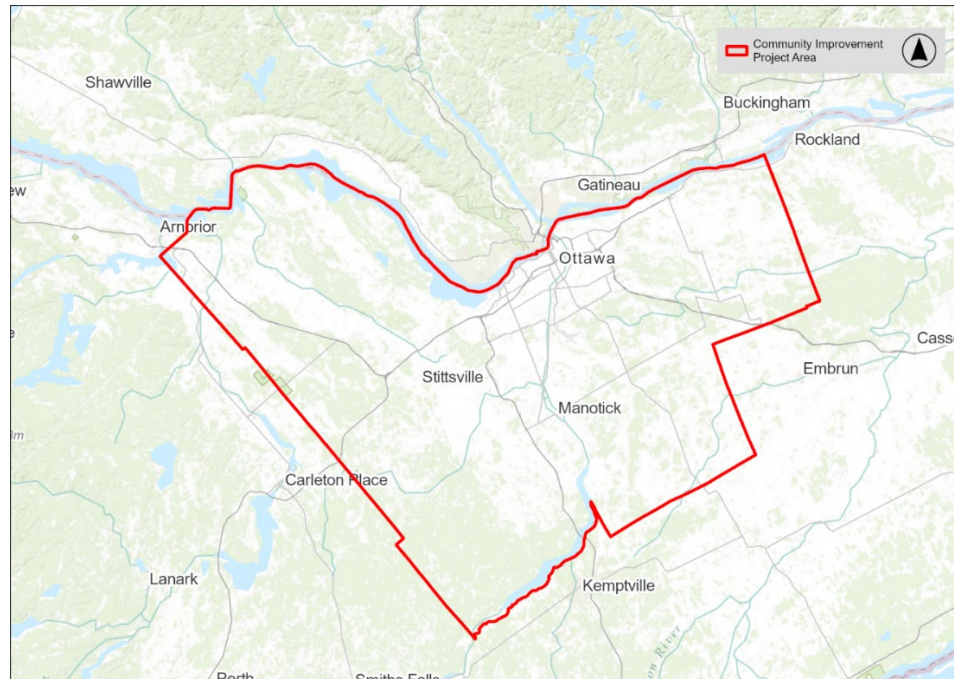 Community Improvement
Project Area
Shawville
Buckingham
Rockland
Gatineau
Arnprior
Ottawa
Stittsville
Manotick
Embrun
Carleton Place
Lanark
Kemptville